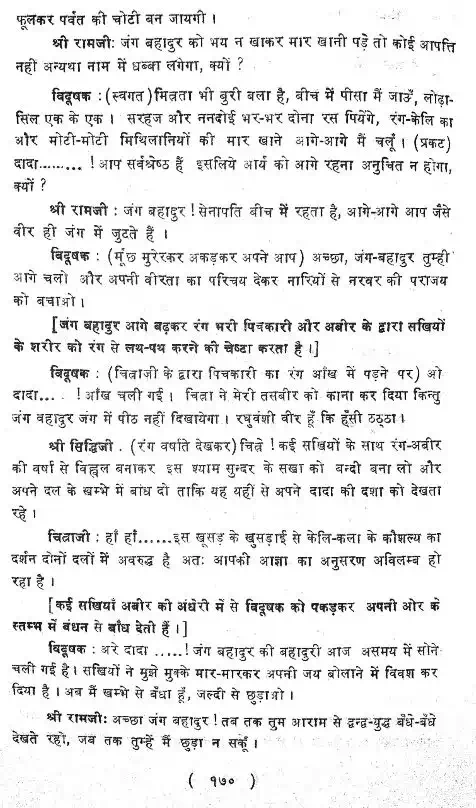 फूलकर पर्वत की चोटी बन जायगी ।
श्री रामजी: जंग बहादुर को भय न खाकर मार खानी पड़े तो कोई आपत्ति
नहीं अन्यथा नाम में धब्बा लगेगा, क्यों ?
विदूषक : (स्वगत) मित्रता भी बुरी बला है, बीच में पीसा मैं जाऊँ, लोढ़ा-
सिल एक के एक । सरहज और ननदोई भर-भर दोना रस पियेंगे, रंग-केलि का
और मोटी-मोटी मिथिलानियों की मार खाने आगे-आगे मैं चलूँ । (प्रकट)
दादा......... ! आप सर्वश्रेष्ठ हैं इसलिये आर्य को आगे रहना अनुचित न होगा,
क्यों ?
श्री रामजी : जंग बहादुर ! सेनापति बीच में रहता है, आगे-आगे आप जैसे
वीर ही जंग में जुटते हैं ।
विदूषक : (मूंछ मुरेरकर अकड़कर अपने आप) अच्छा, जंग-बहादुर तुम्ही
आगे चलो और अपनी वीरता का परिचय देकर नारियों से नरवर की पराजय
को बचाओ ।
[जंग बहादुर आगे बढ़कर रंग भरी पिचकारी और अबीर के द्वारा सखियों
के शरीर को रंग से लथ-पथ करने की चेष्टा करता है ।]
विदूषक : (चित्राजी के द्वारा पिचकारी का रंग आँख में पड़ने पर) ओ
दादा... ! आँख चली गई । चित्रा ने मेरी तसबीर को काना कर दिया किन्तु
जंग बहादुर जंग में पीठ नहीं दिखायेगा । रघुवंशी वीर हूँ कि हँसी ठठ्ठा ।
श्री सिद्धिजी . (रंग वर्षाते देखकर) चित्रे ! कई सखियों के साथ रंग-अबीर
की वर्षा से विह्वल बनाकर इस श्याम सुन्दर के सखा को बन्दी बना लो और
अपने दल के खम्भे में बांध दो ताकि यह यहीं से अपने दादा की दशा को देखता
रहे ।
चित्राजी : हाँ हाँ......इस खूसड़ के खुसड़ाई से केलि-कला के कौशल्य का
दर्शन दोनों दलों में अवरुद्ध है अतः आपकी आज्ञा का अनुसरण अविलम्ब हो
रहा है ।
[कई सखियाँ अबीर की अंधेरी में से विदूषक को पकड़कर अपनी ओर के
स्तम्भ में बंधन से बाँध देती हैं ।]
विदूषक : अरे दादा .....! जंग बहादुर की बहादुरी आज असमय में सोने
चली गई है । सखियों ने मुझे मुक्के मार-मारकर अपनी जय बोलाने में विवश कर
दिया है । अब मैं खम्भे से बँधा हूँ, जल्दी से छुड़ाओ ।
श्री रामजी: अच्छा जंग बहादुर ! तब तक तुम आराम से द्वन्द्व-युद्ध बँधे-बँधे
देखते रहो, जब तक तुम्हें मैं छुड़ा न सकूँ ।
( १७० )